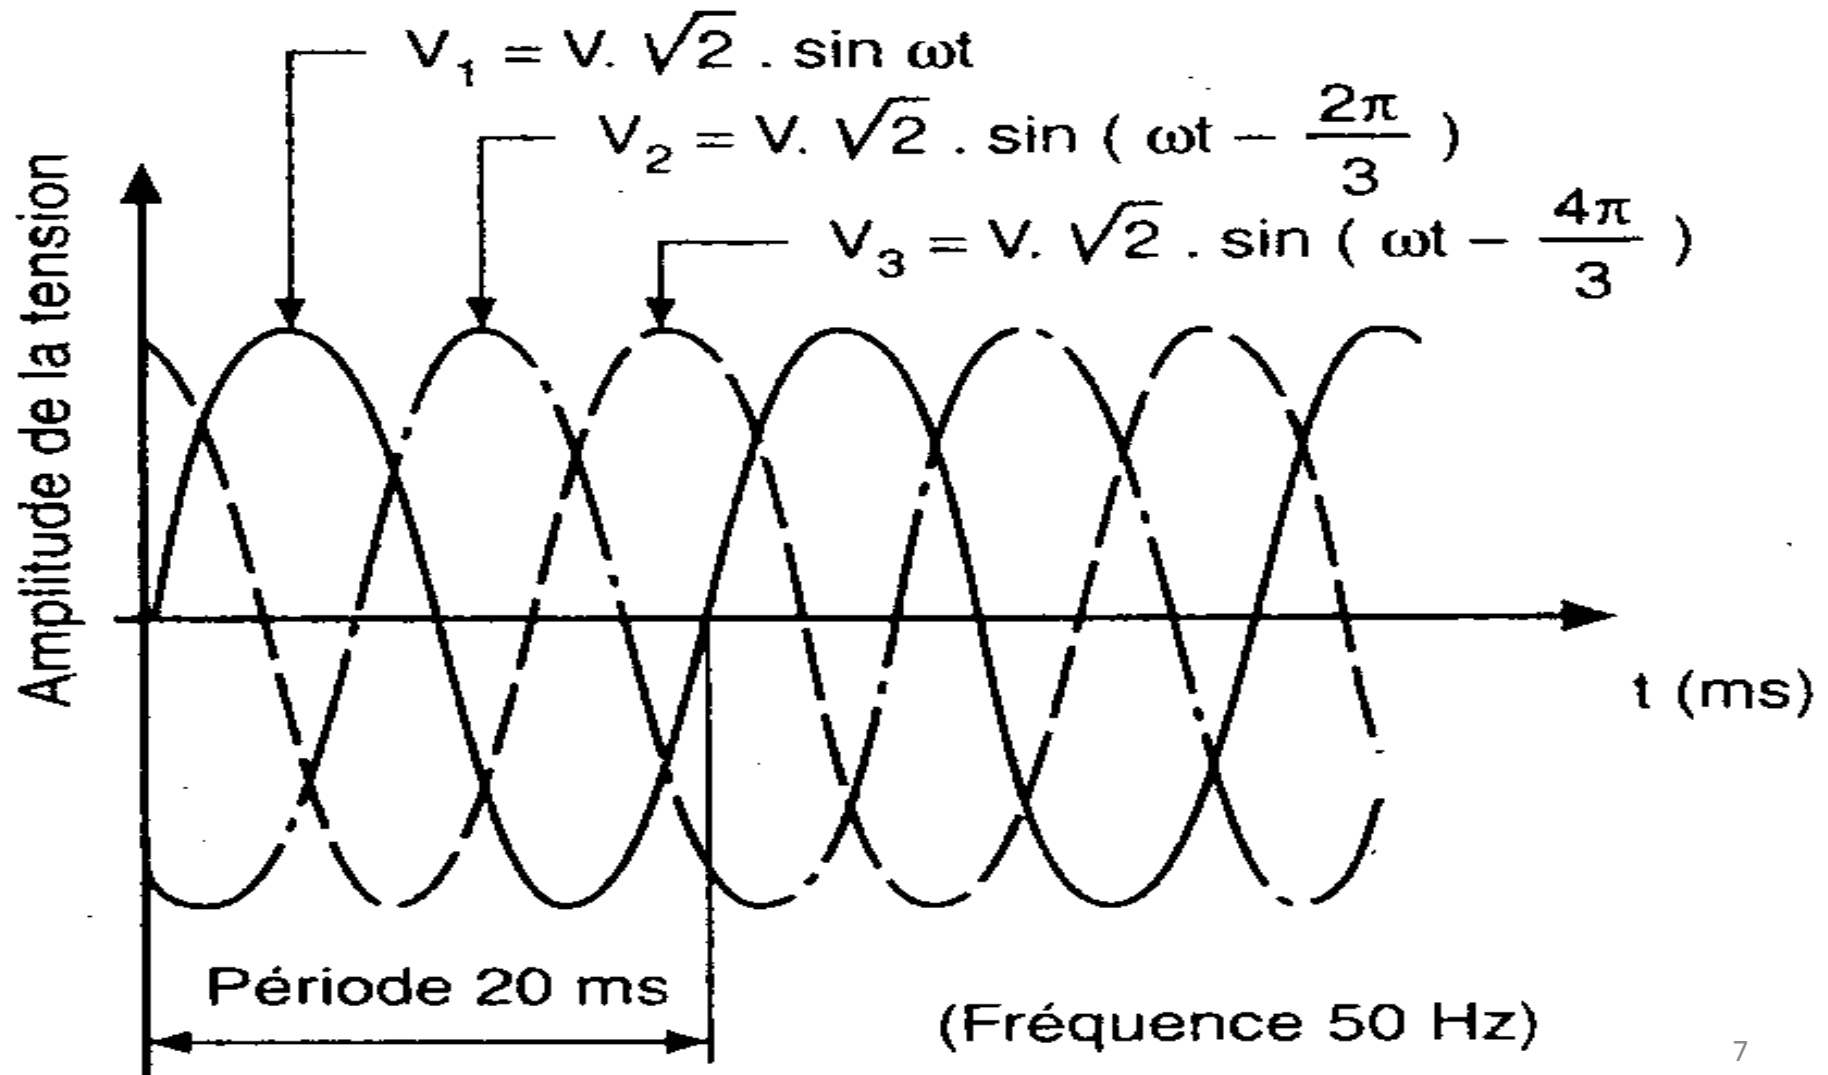 V₁ = V. √2 . sin ωt
V₂ = V. √2 . sin ( ωt − 2π/3 )
V₃ = V. √2 . sin ( ωt − 4π/3 )
Amplitude de la tension
t (ms)
Période 20 ms
(Fréquence 50 Hz)
7